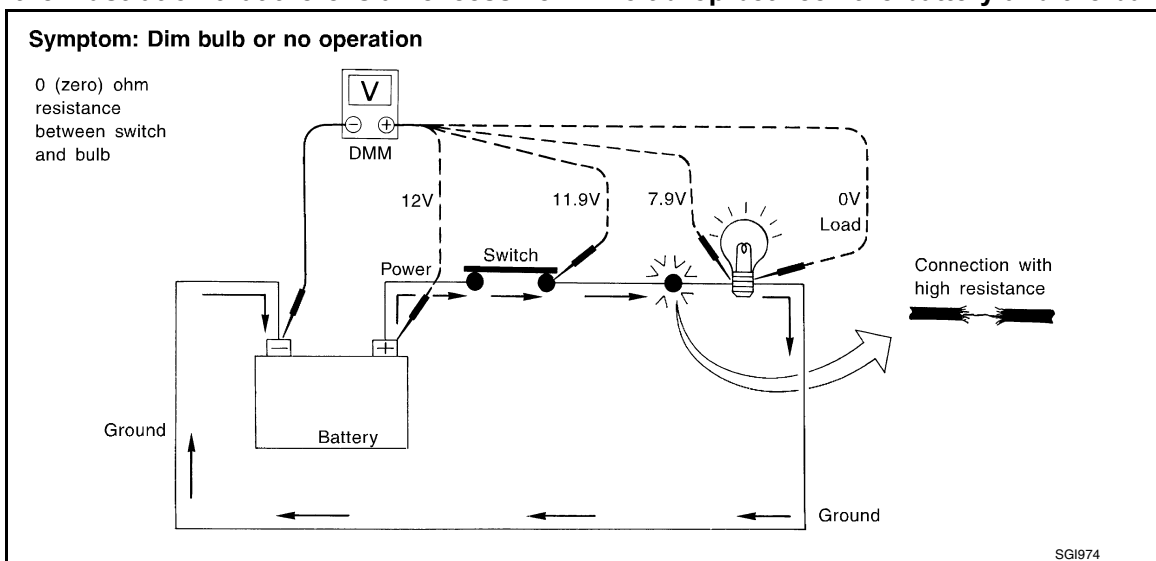 Symptom: Dim bulb or no operation
0 (zero) ohm
resistance
between switch
and bulb
V
− +
DMM
12V
11.9V
7.9V
0V
Load
Switch
Power
Connection with
high resistance
− +
Ground
Battery
Ground
SGI974